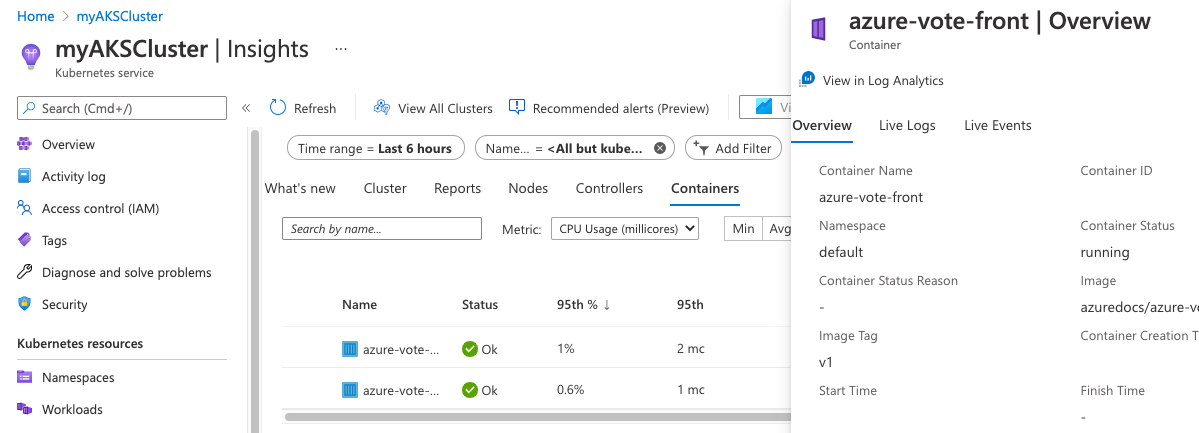 Home > myAKSCluster
myAKSCluster | Insights ...
Kubernetes service
Search (Cmd+/)
«
Overview
Activity log
Access control (IAM)
Tags
Diagnose and solve problems
Security
Kubernetes resources
Namespaces
Workloads
Refresh
View All Clusters
Recommended alerts (Preview)
Vi
Time range = Last 6 hours
Name... = <All but kube...
Add Filter
What's new
Cluster
Reports
Nodes
Controllers
Containers
Search by name...
Metric:
CPU Usage (millicores)
Min
Avg
Name Status 95th % ↓ 95th
azure-vote-... Ok 1% 2 mc
azure-vote-... Ok 0.6% 1 mc
azure-vote-front | Overview
Container
View in Log Analytics
Overview
Live Logs
Live Events
Container Name
azure-vote-front
Container ID
Namespace
default
Container Status
running
Container Status Reason
-
Image
azuredocs/azure-v
Image Tag
v1
Container Creation T
Start Time
Finish Time
-